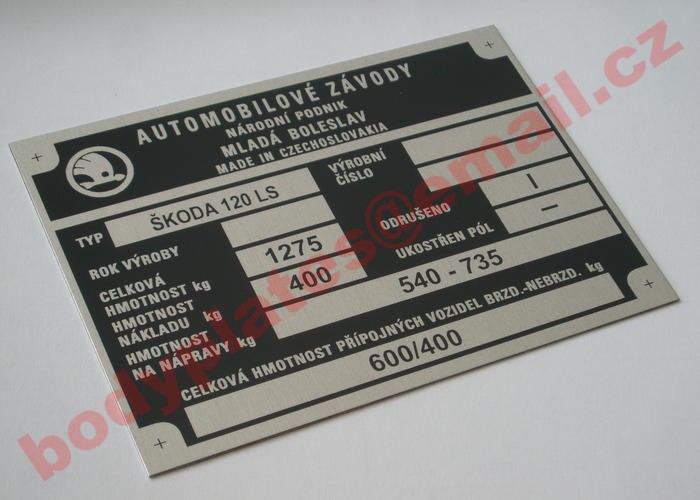 AUTOMOBILOVÉ ZÁVODY
NÁRODNÍ PODNIK
MLADÁ BOLESLAV
MADE IN CZECHOSLOVAKIA
TYP ŠKODA 120 LS
VÝROBNÍ
ČÍSLO
ROK VÝROBY
CELKOVÁ
HMOTNOST kg 1275
ODRUŠENO I
HMOTNOST
NÁKLADU kg 400
UKOSTŘEN PÓL –
HMOTNOST
NA NÁPRAVY kg 540 - 735
CELKOVÁ HMOTNOST PŘÍPOJNÝCH VOZIDEL BRZD.-NEBRZD. kg
600/400
bodyplates@email.cz